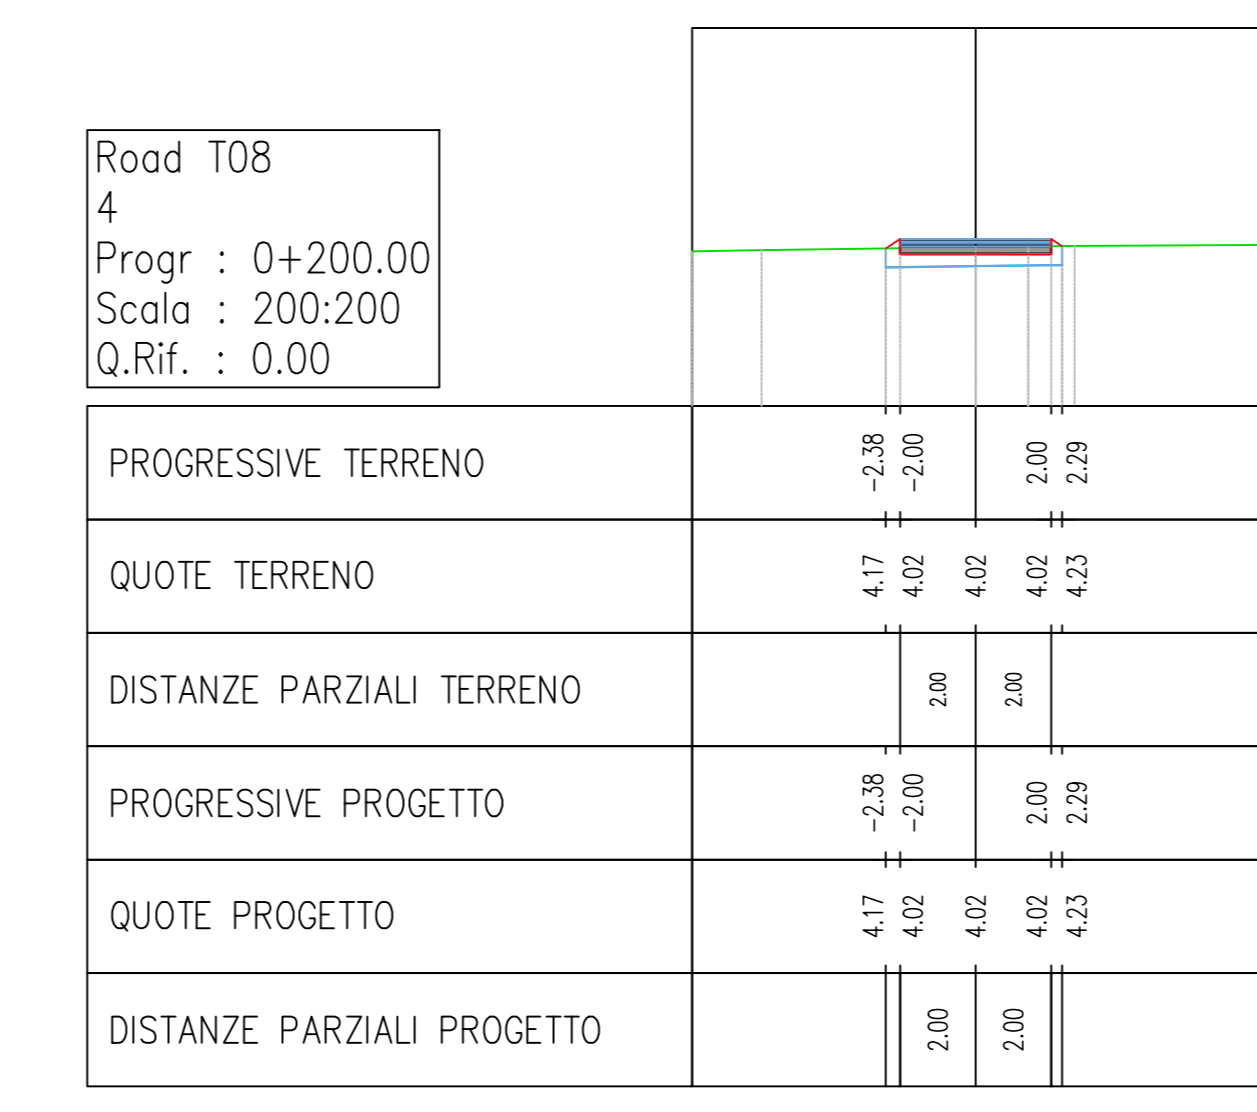 Road T08
4
Progr : 0+200.00
Scala : 200:200
Q.Rif. : 0.00
PROGRESSIVE TERRENO -2.38 -2.00 2.00 2.29
QUOTE TERRENO 4.17 4.02 4.02 4.02 4.23
DISTANZE PARZIALI TERRENO 2.00 2.00
PROGRESSIVE PROGETTO -2.38 -2.00 2.00 2.29
QUOTE PROGETTO 4.17 4.02 4.02 4.02 4.23
DISTANZE PARZIALI PROGETTO 2.00 2.00